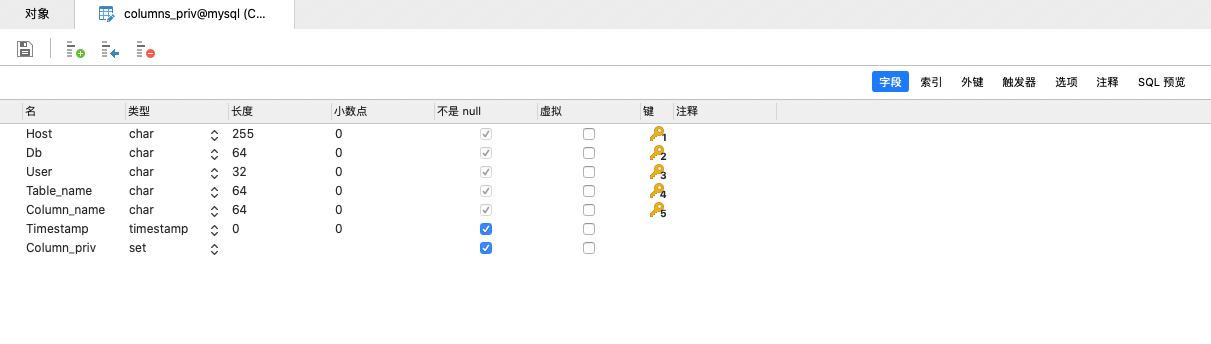 对象
columns_priv@mysql (C...
字段 索引 外键 触发器 选项 注释 SQL 预览
名 类型 长度 小数点 不是 null 虚拟 键 注释
Host char 255 0 1
Db char 64 0 2
User char 32 0 3
Table_name char 64 0 4
Column_name char 64 0 5
Timestamp timestamp 0 0
Column_priv set